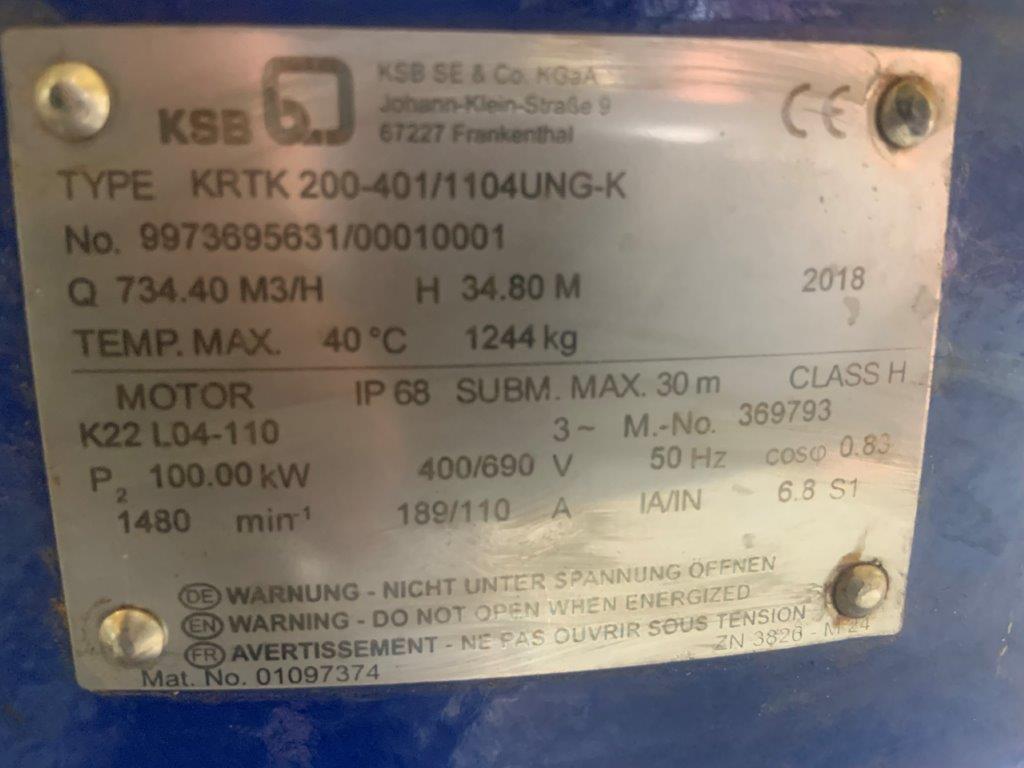 KSB
KSB SE & Co. KGaA
Johann-Klein-Straße 9
67227 Frankenthal
CE
TYPE KRTK 200-401/1104UNG-K
No. 9973695631/00010001
Q 734.40 M3/H H 34.80 M 2018
TEMP. MAX. 40 °C 1244 kg
MOTOR IP 68 SUBM. MAX. 30 m CLASS H
K22 L04-110 3~ M.-No. 369793
P2 100.00 kW 400/690 V 50 Hz cosφ 0.83
1480 min-1 189/110 A IA/IN 6.8 S1
DE WARNUNG - NICHT UNTER SPANNUNG ÖFFNEN
EN WARNING - DO NOT OPEN WHEN ENERGIZED
FR AVERTISSEMENT - NE PAS OUVRIR SOUS TENSION
Mat. No. 01097374 ZN 3826 - M 24